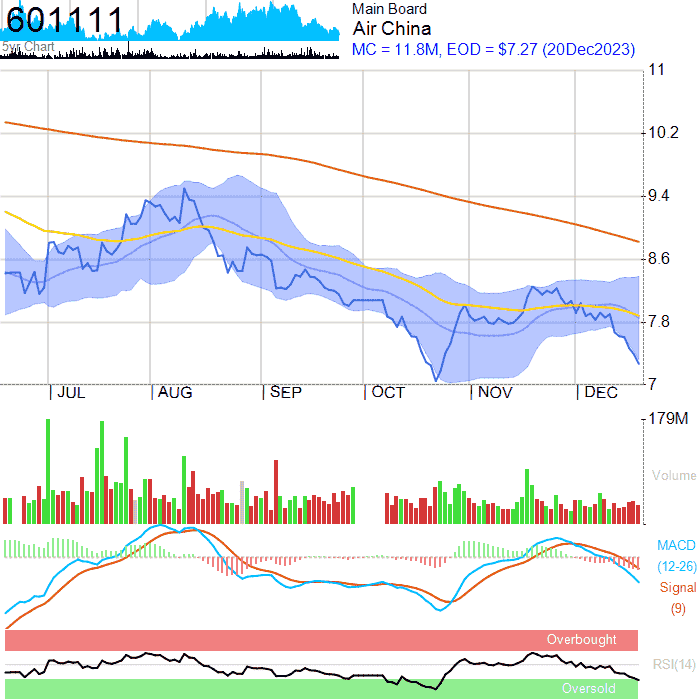 601111
5yr Chart
Main Board
Air China
MC = 11.8M, EOD = $7.27 (20Dec2023)
11
10.2
9.4
8.6
7.8
7
JUL AUG SEP OCT NOV DEC
179M
Volume
MACD
(12-26)
Signal
(9)
Overbought
RSI(14)
Oversold